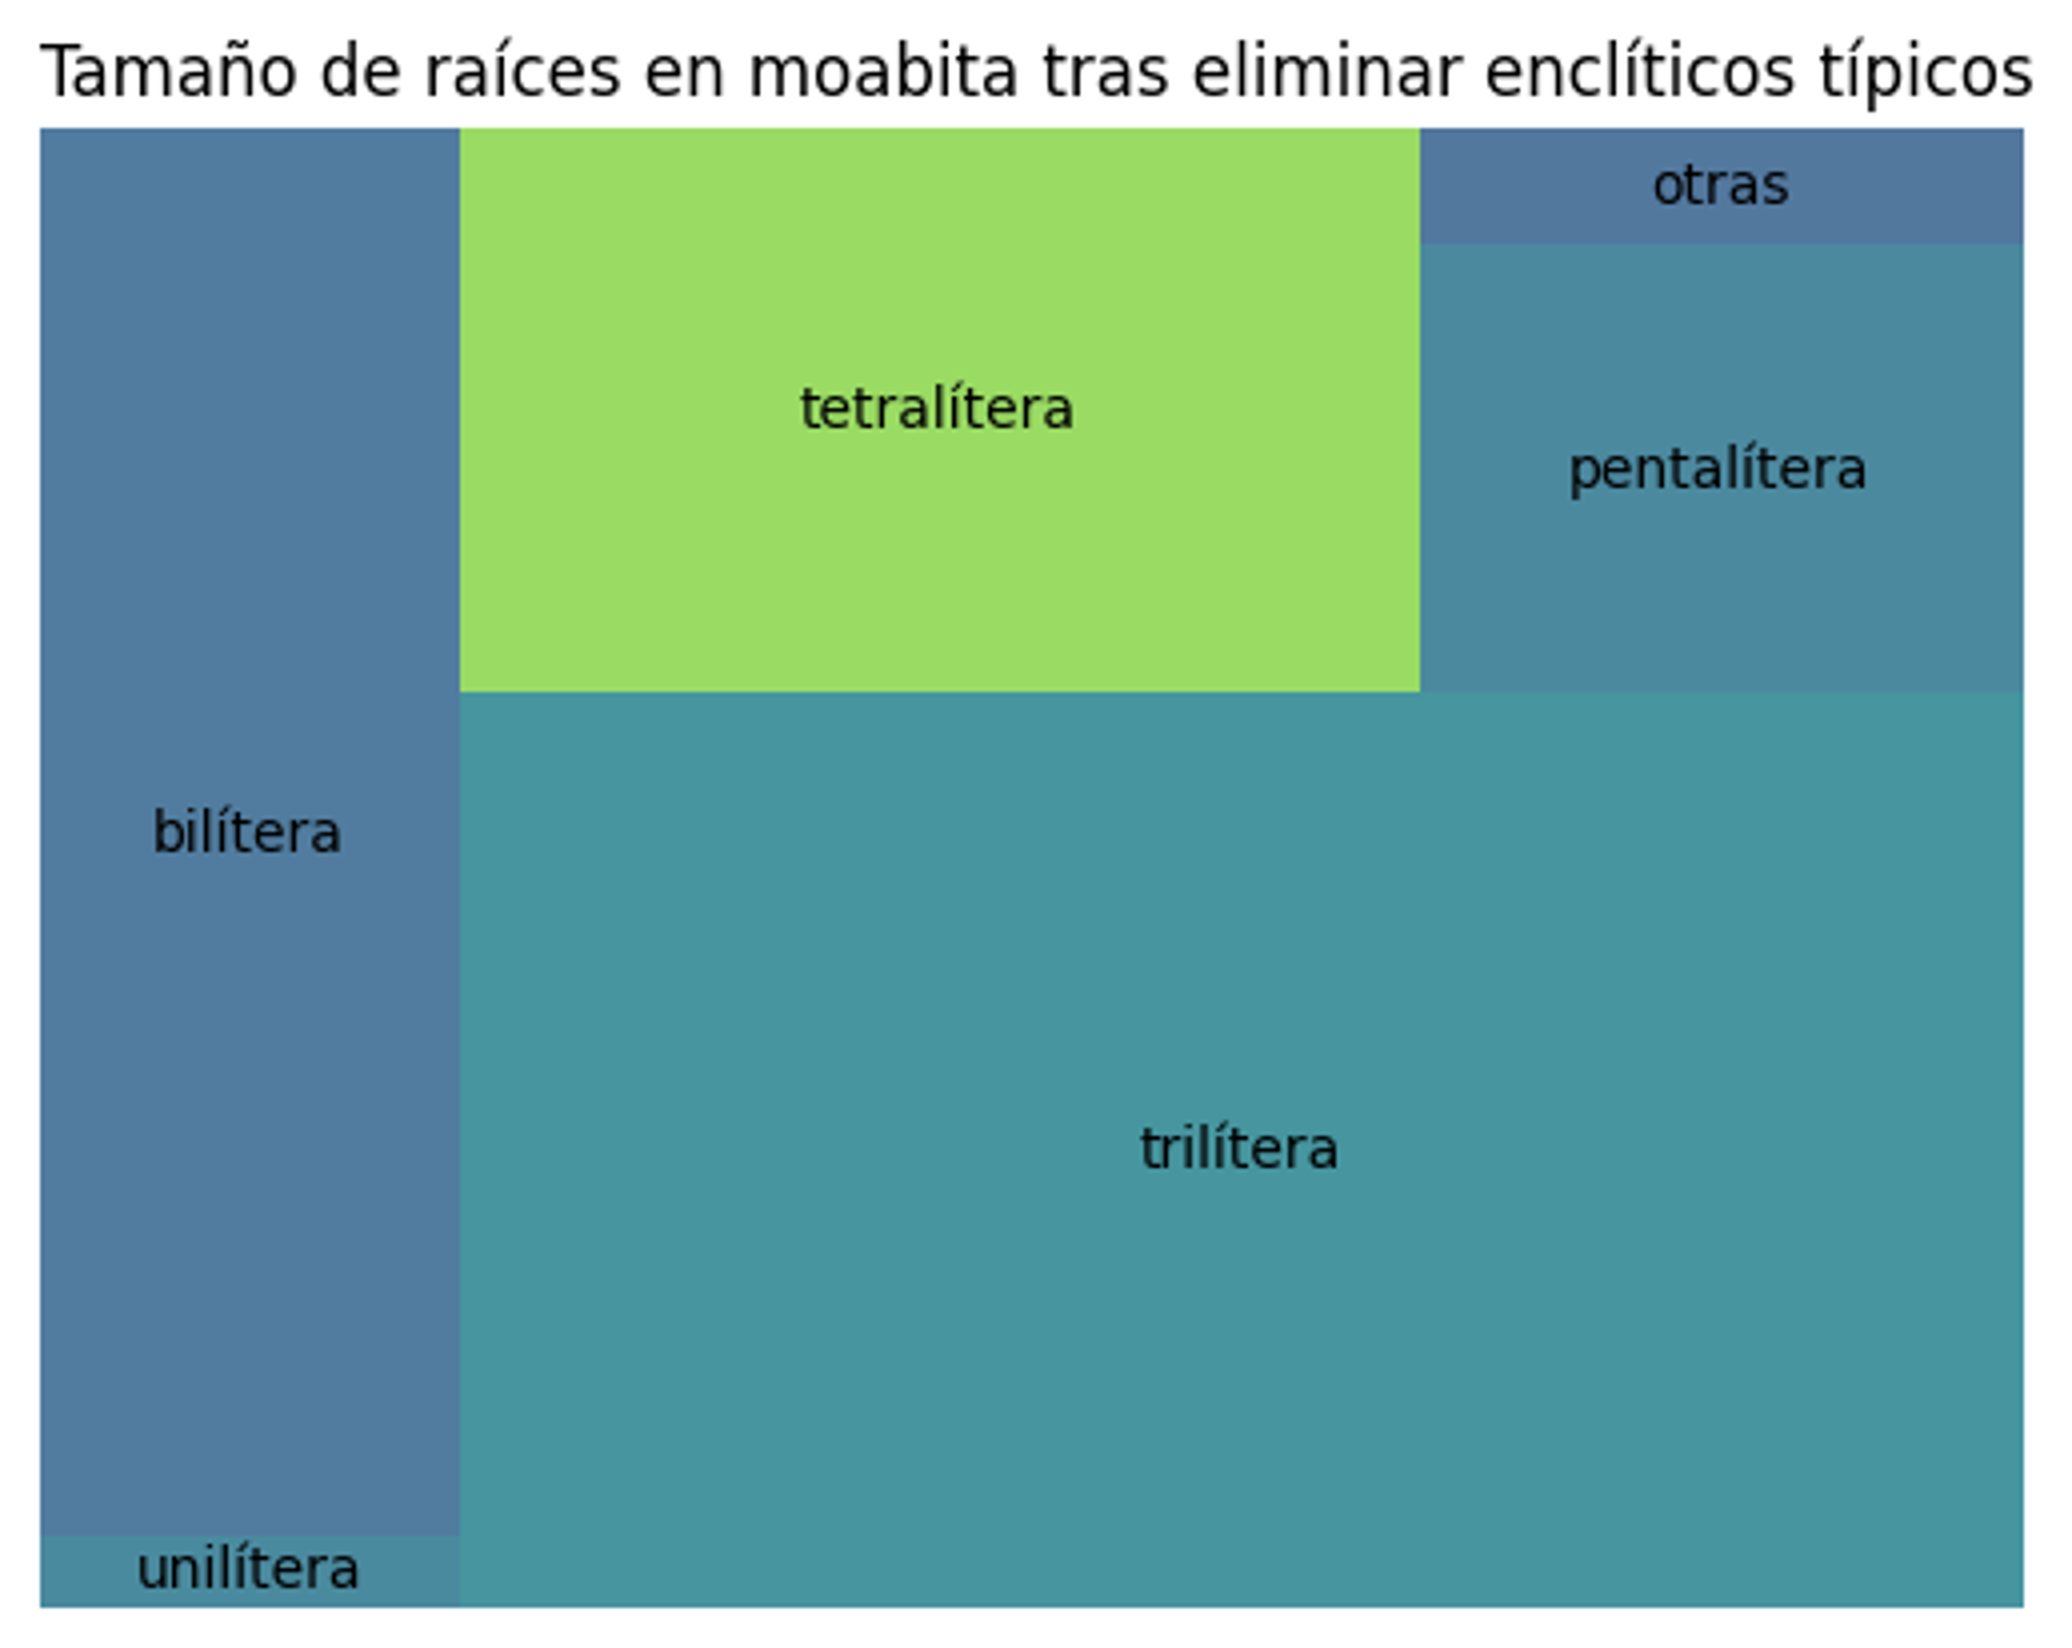 Tamaño de raíces en moabita tras eliminar enclíticos típicos
otras
tetralítera
pentalítera
bilítera
trilítera
unilítera